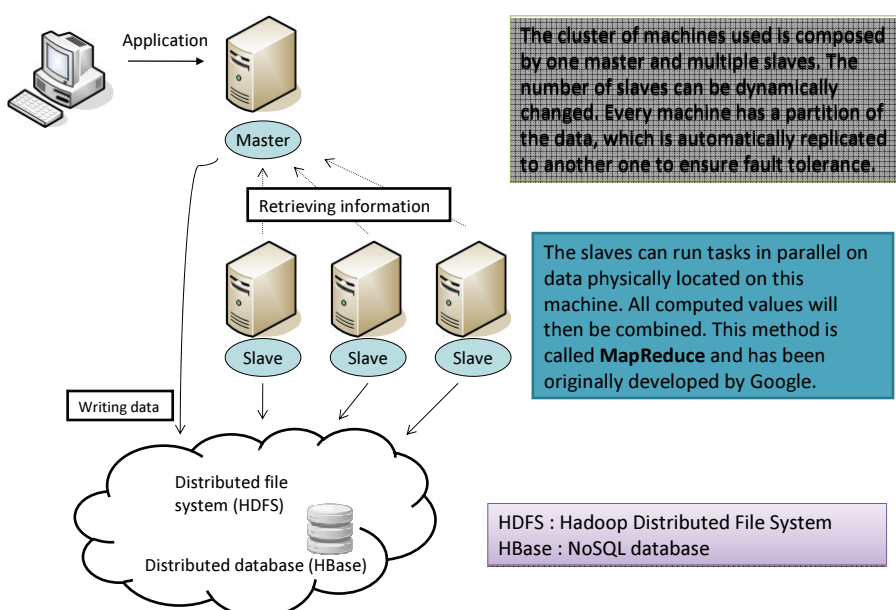 Application
Master
Retrieving information
Slave
Slave
Slave
Writing data
Distributed file
system (HDFS)
Distributed database (HBase)
The cluster of machines used is composed
by one master and multiple slaves. The
number of slaves can be dynamically
changed. Every machine has a partition of
the data, which is automatically replicated
to another one to ensure fault tolerance.
The slaves can run tasks in parallel on
data physically located on this
machine. All computed values will
then be combined. This method is
called MapReduce and has been
originally developed by Google.
HDFS : Hadoop Distributed File System
HBase : NoSQL database